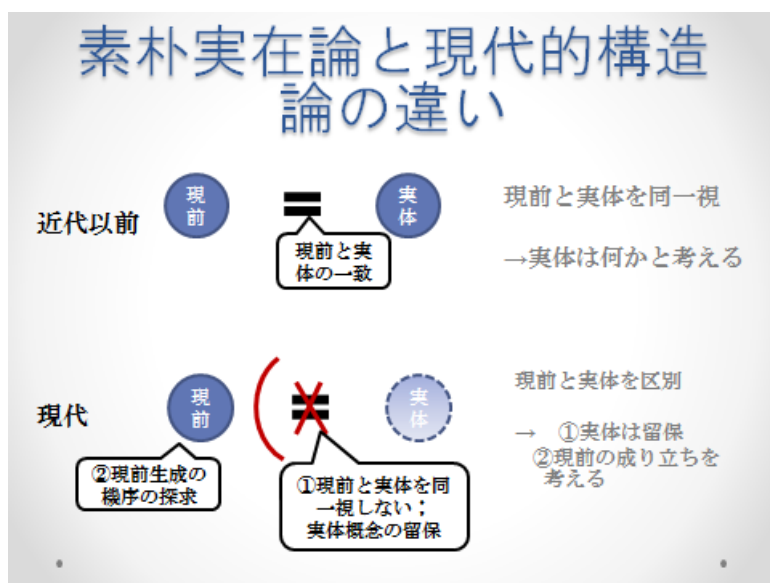 素朴実在論と現代的構造
論の違い
近代以前
現
前
＝
実
体
現前と実
体の一致
現前と実体を同一視
→実体は何かと考える
現代
現
前
＝
実
体
②現前生成の
機序の探求
①現前と実体を同
一視しない；
実体概念の留保
現前と実体を区別
→　①実体は留保
②現前の成り立ちを
考える